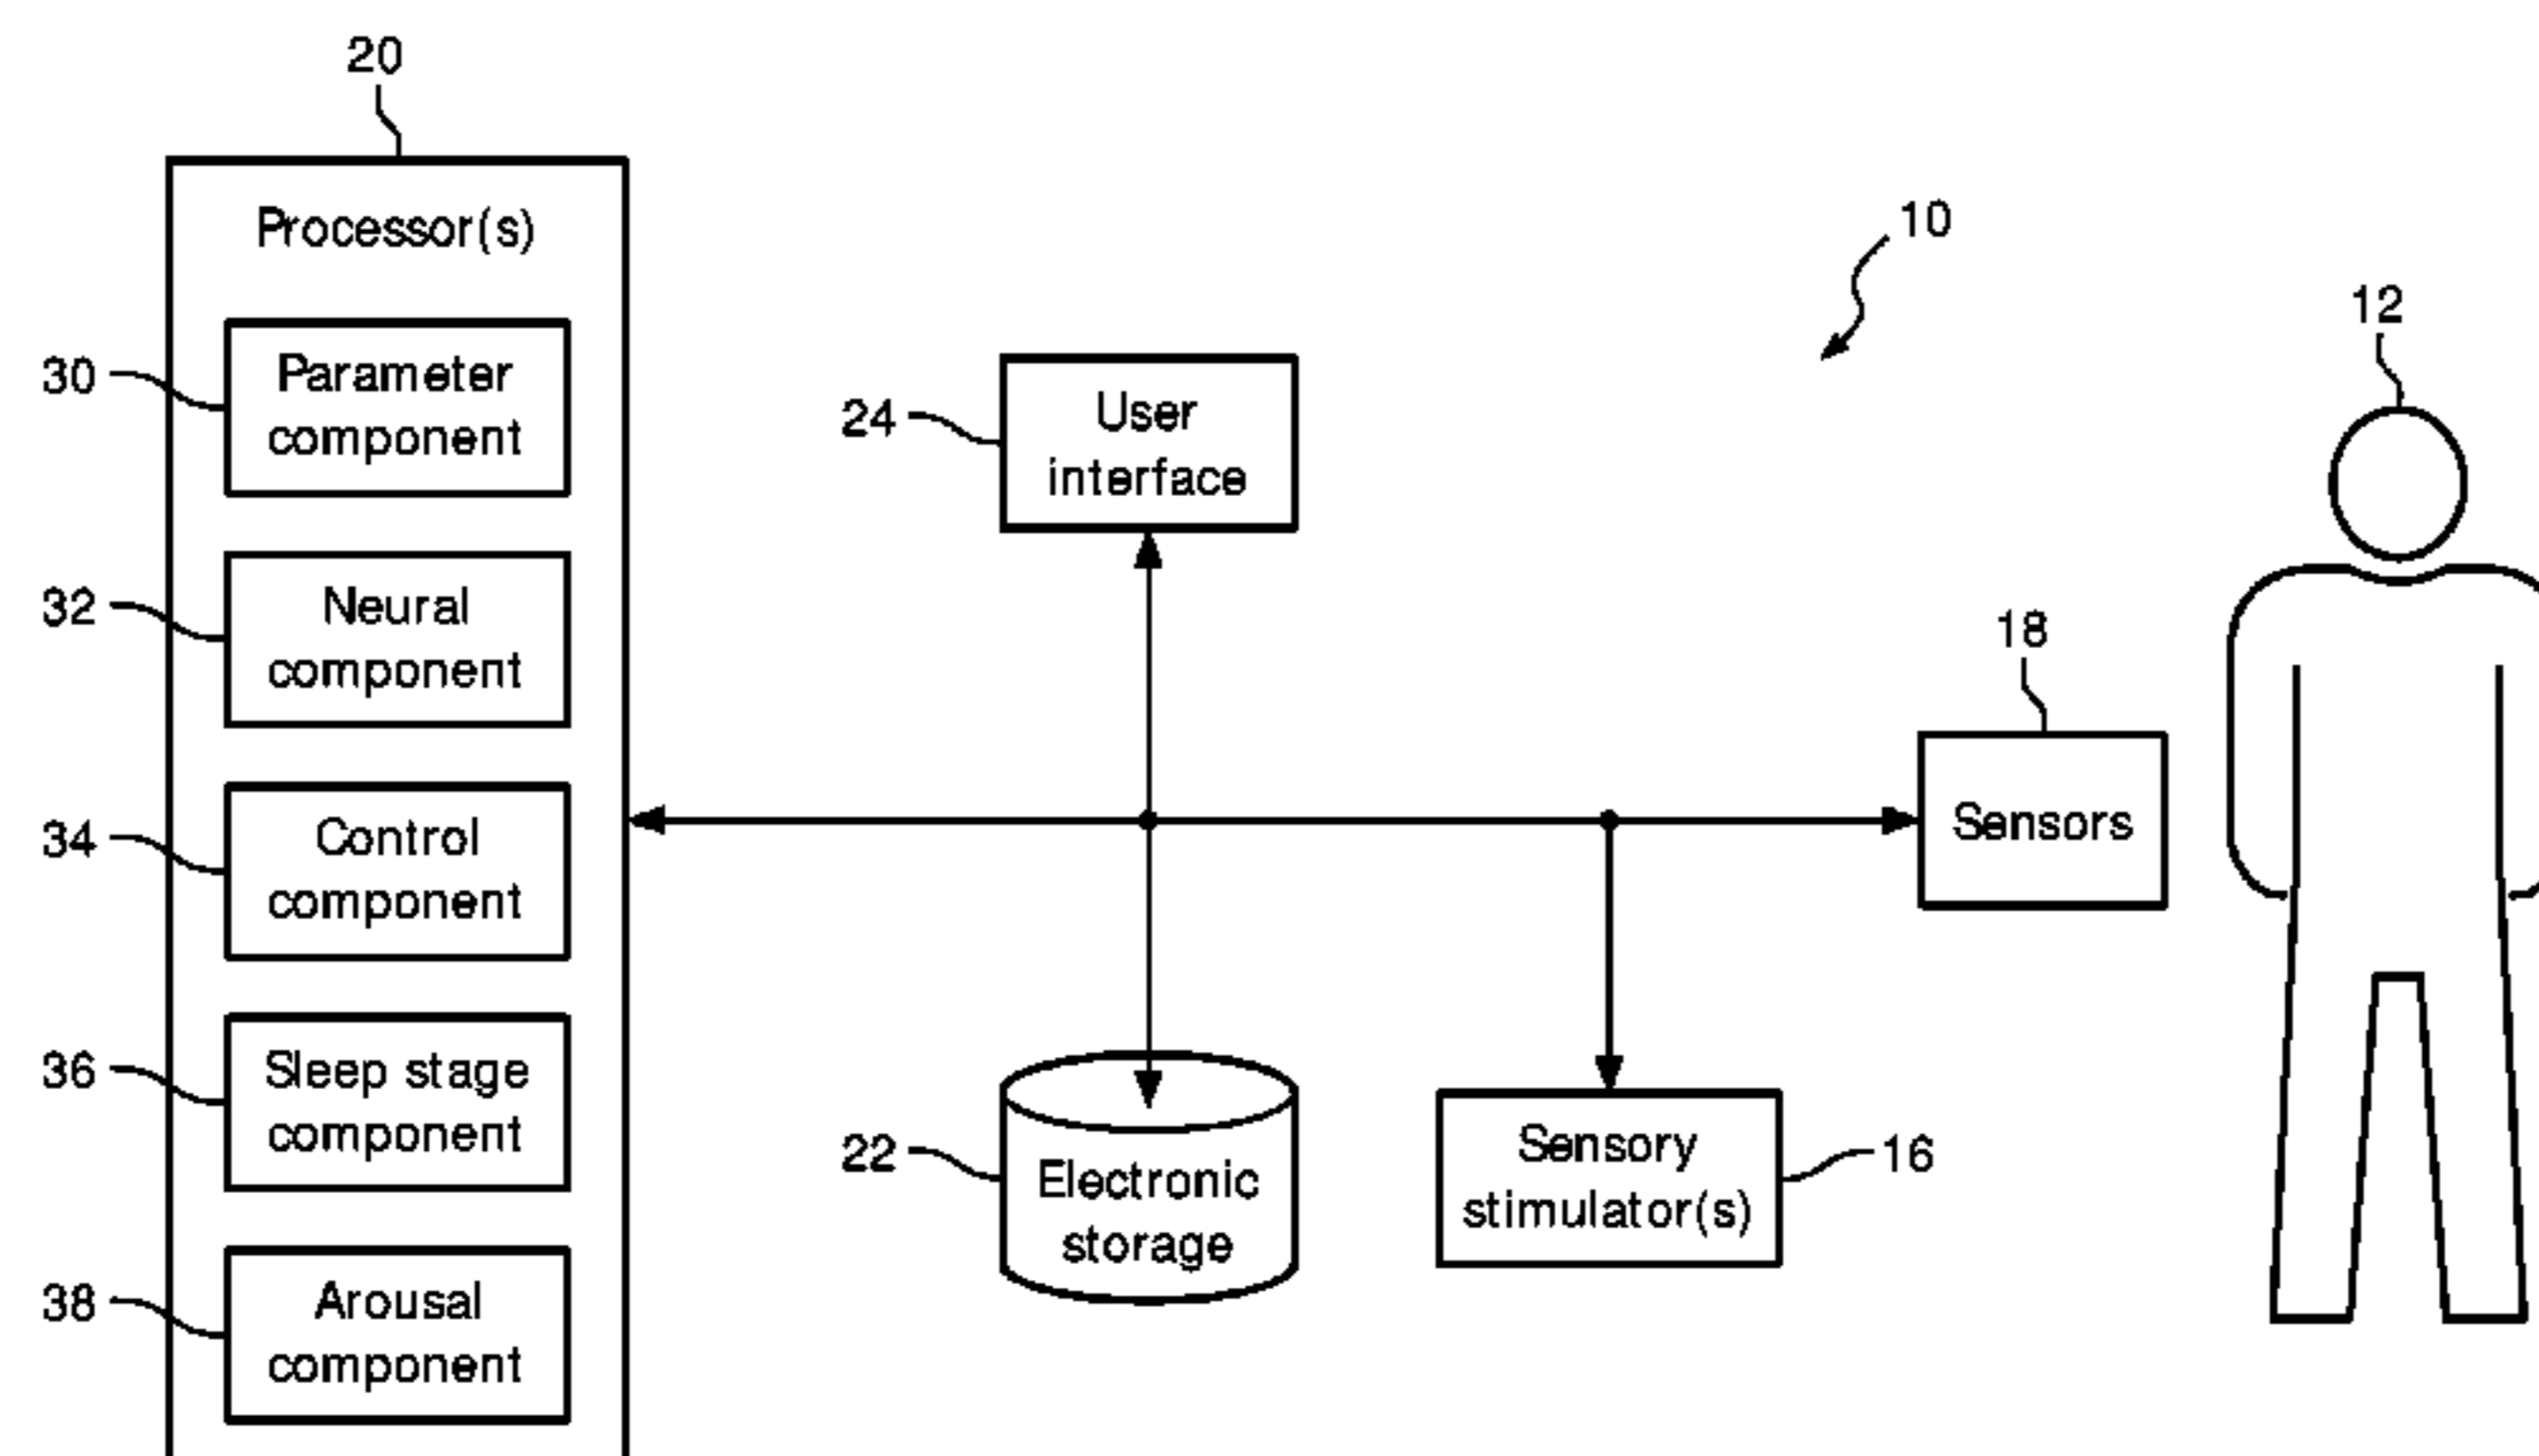 20
Processor(s)
10
12
30
Parameter
component
24
User
interface
32
Neural
component
18
34
Control
component
Sensors
36
Sleep stage
component
22
Electronic
storage
Sensory
stimulator(s)
16
38
Arousal
component